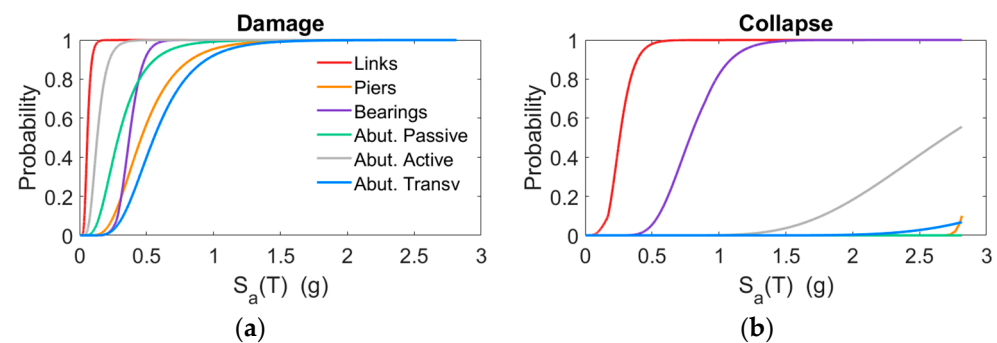 Damage
Probability
1
0.8
0.6
0.4
0.2
0
0 0.5 1 1.5 2 2.5 3
Links
Piers
Bearings
Abut. Passive
Abut. Active
Abut. Transv
Sa(T) (g)
(a)
Collapse
Probability
1
0.8
0.6
0.4
0.2
0
0 0.5 1 1.5 2 2.5 3
Sa(T) (g)
(b)